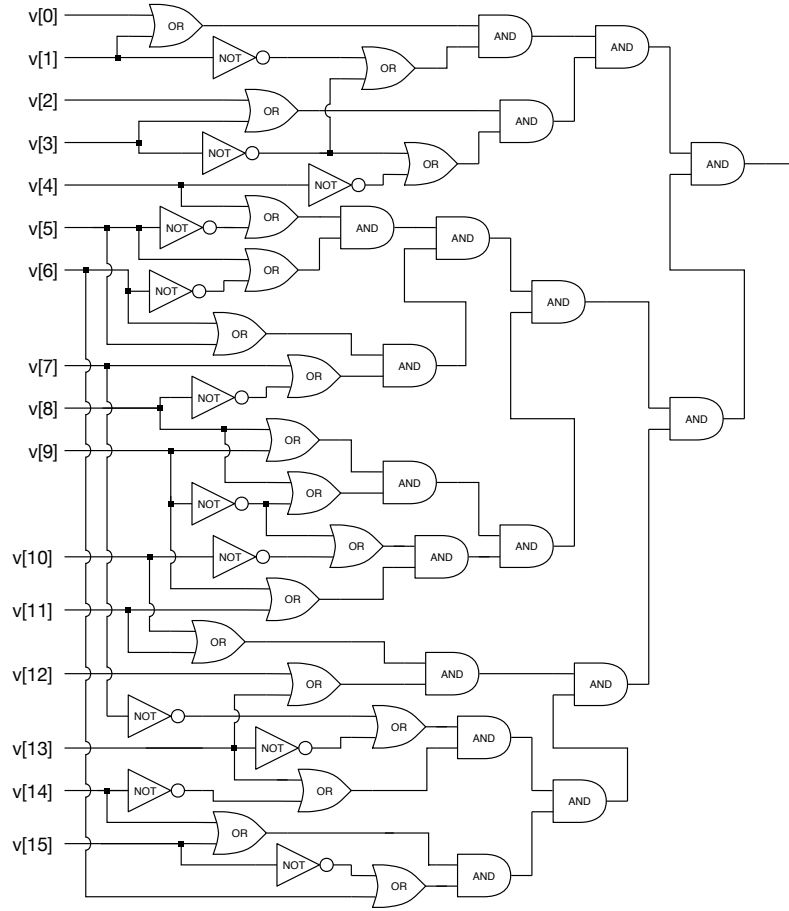 v[0] OR AND AND
v[1] NOT OR
v[2] OR AND
v[3] NOT OR AND
v[4] NOT
v[5] NOT OR AND AND
v[6] NOT OR AND
OR
v[7] OR AND
v[8] NOT AND
v[9] OR
NOT OR AND
v[10] NOT OR AND AND
v[11] OR
OR
v[12] OR AND AND
NOT OR
v[13] NOT AND
v[14] NOT OR AND
v[15] OR
NOT OR AND